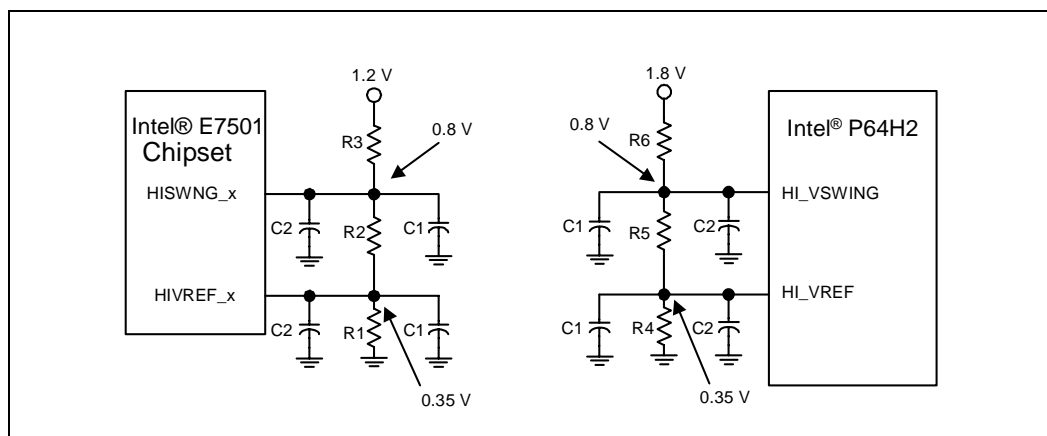 1.2 V
Intel® E7501
Chipset
R3
0.8 V
HISWNG_x
C2
R2
C1
HIVREF_x
C2
R1
C1
0.35 V
1.8 V
0.8 V
R6
Intel® P64H2
HI_VSWING
C1
R5
C2
HI_VREF
C1
R4
C2
0.35 V